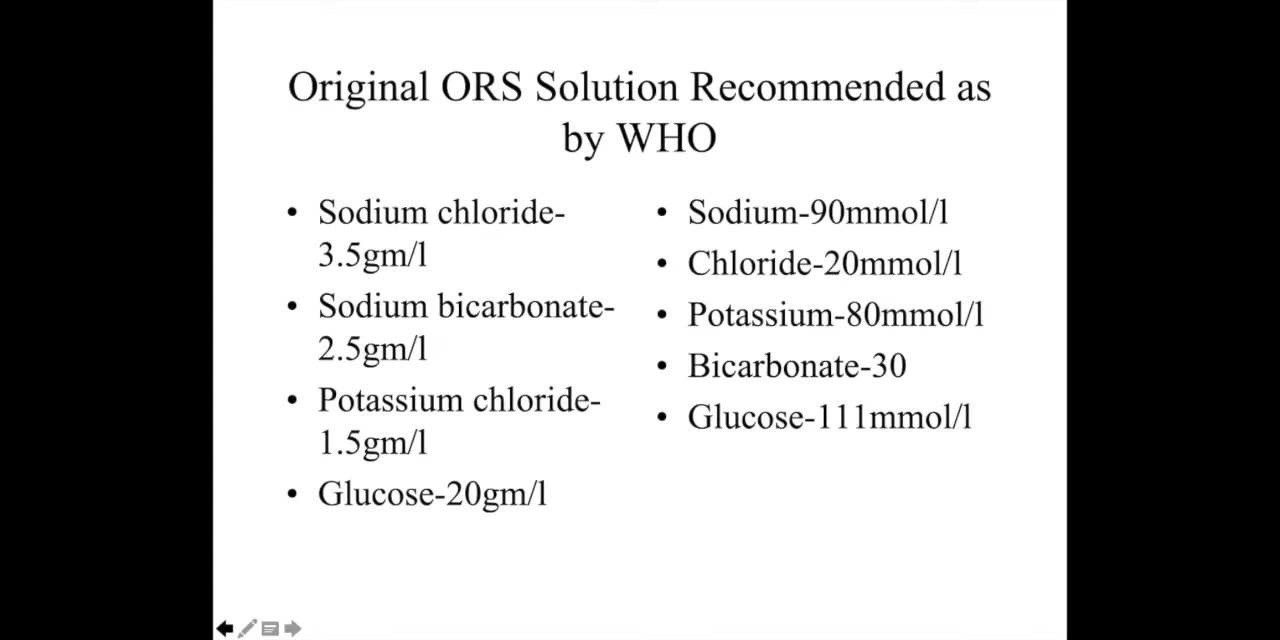 Original ORS Solution Recommended as
by WHO
• Sodium chloride-
3.5gm/l
• Sodium bicarbonate-
2.5gm/l
• Potassium chloride-
1.5gm/l
• Glucose-20gm/l
• Sodium-90mmol/l
• Chloride-20mmol/l
• Potassium-80mmol/l
• Bicarbonate-30
• Glucose-111mmol/l